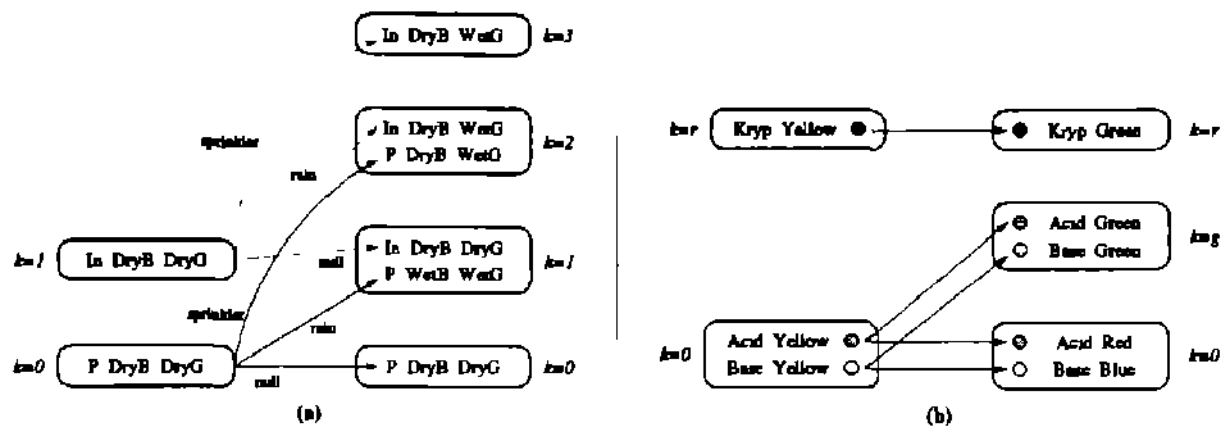 In DryB WetG k=3
In DryB WetG
P DryB WetG
k=2
sprinkler
rain
k=1 In DryB DryG
null
In DryB DryG
P WetB WetG
k=1
sprinkler
rain
k=0 P DryB DryG
null
P DryB DryG k=0
(a)
k=r Kryp Yellow
Kryp Green k=r
Acid Green
Base Green
k=g
k=0
Acid Yellow
Base Yellow
Acid Red
Base Blue
k=0
(b)